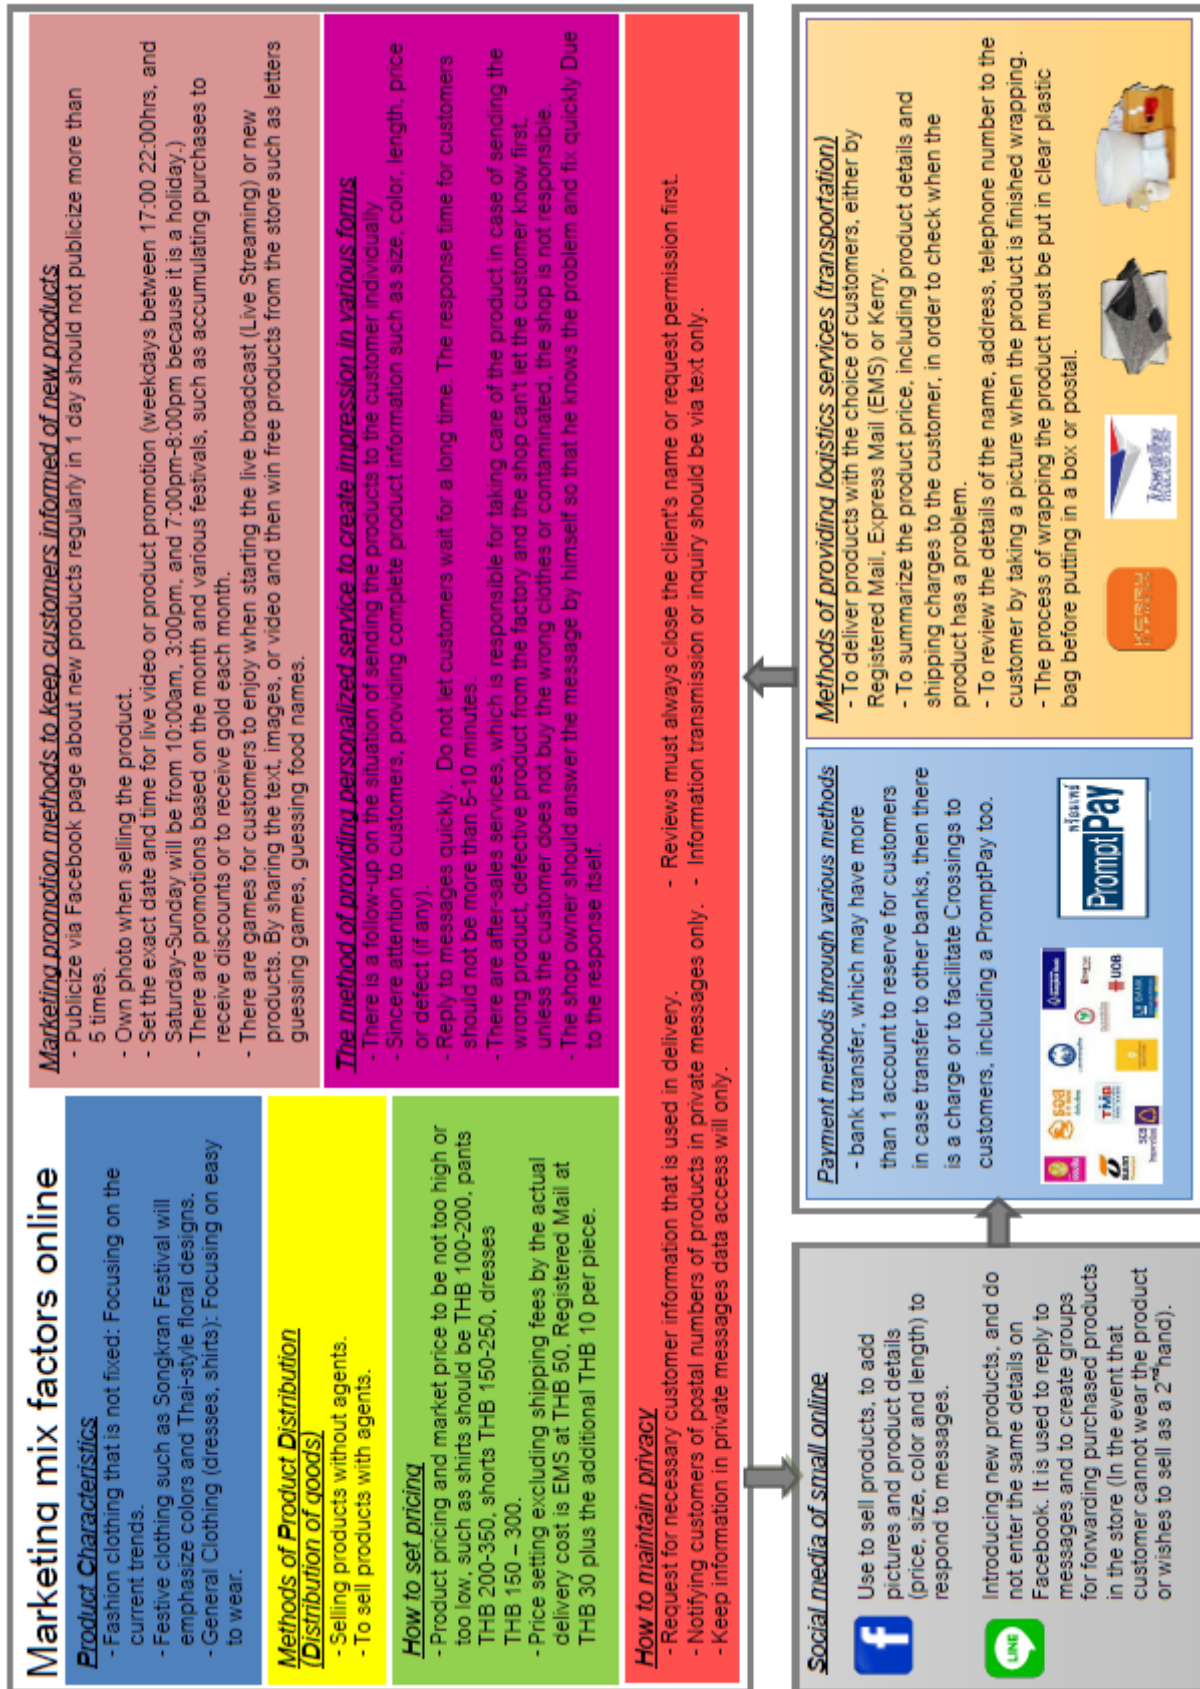 Marketing mix factors online
Product Characteristics
- Fashion clothing that is not fixed: Focusing on the
current trends.
- Festive clothing such as Songkran Festival will
emphasize colors and Thai-style floral designs.
- General Clothing (dresses, shirts): Focusing on easy
to wear.
Methods of Product Distribution
(Distribution of goods)
- Selling products without agents.
- To sell products with agents.
How to set pricing
- Product pricing and market price to be not too high or
too low, such as shirts should be THB 100-200, pants
THB 200-350, shorts THB 150-250, dresses
THB 150 – 300.
- Price setting excluding shipping fees by the actual
delivery cost is EMS at THB 50, Registered Mail at
THB 30 plus the additional THB 10 per piece.
Marketing promotion methods to keep customers informed of new products
- Publicize via Facebook page about new products regularly in 1 day should not publicize more than
5 times.
- Own photo when selling the product.
- Set the exact date and time for live video or product promotion (weekdays between 17:00 22:00hrs, and
Saturday-Sunday will be from 10:00am, 3:00pm, and 7:00pm-8:00pm because it is a holiday.)
- There are promotions based on the month and various festivals, such as accumulating purchases to
receive discounts or to receive gold each month.
- There are games for customers to enjoy when starting the live broadcast (Live Streaming) or new
products. By sharing the text, images, or video and then win free products from the store such as letters
guessing games, guessing food names.
The method of providing personalized service to create impression in various forms
- There is a follow-up on the situation of sending the products to the customer individually
- Sincere attention to customers, providing complete product information such as size, color, length, price
or defect (if any).
- Reply to messages quickly. Do not let customers wait for a long time. The response time for customers
should not be more than 5-10 minutes.
- There are after-sales services, which is responsible for taking care of the product in case of sending the
wrong product, defective product from the factory and the shop can't let the customer know first,
unless the customer does not buy the wrong clothes or contaminated, the shop is not responsible.
- The shop owner should answer the message by himself so that he knows the problem and fix quickly Due
to the response itself.
How to maintain privacy
- Request for necessary customer information that is used in delivery.
- Notifying customers of postal numbers of products in private messages only.
- Keep information in private messages data access will only.
- Reviews must always close the client's name or request permission first.
- Information transmission or inquiry should be via text only.
Social media of small online
f
Use to sell products, to add
pictures and product details
(price, size, color and length) to
respond to messages.
LINE
Introducing new products, and do
not enter the same details on
Facebook. It is used to reply to
messages and to create groups
for forwarding purchased products
in the store (In the event that
customer cannot wear the product
or wishes to sell as a 2nd hand).
Payment methods through various methods
- bank transfer, which may have more
than 1 account to reserve for customers
in case transfer to other banks, then there
is a charge or to facilitate Crossings to
customers, including a PromptPay too.
TMB
SCB
UOB
พร้อมเพย์
PromptPay
Methods of providing logistics services (transportation)
- To deliver products with the choice of customers, either by
Registered Mail, Express Mail (EMS) or Kerry.
- To summarize the product price, including product details and
shipping charges to the customer, in order to check when the
product has a problem.
- To review the details of the name, address, telephone number to the
customer by taking a picture when the product is finished wrapping.
- The process of wrapping the product must be put in clear plastic
bag before putting in a box or postal.
KERRY